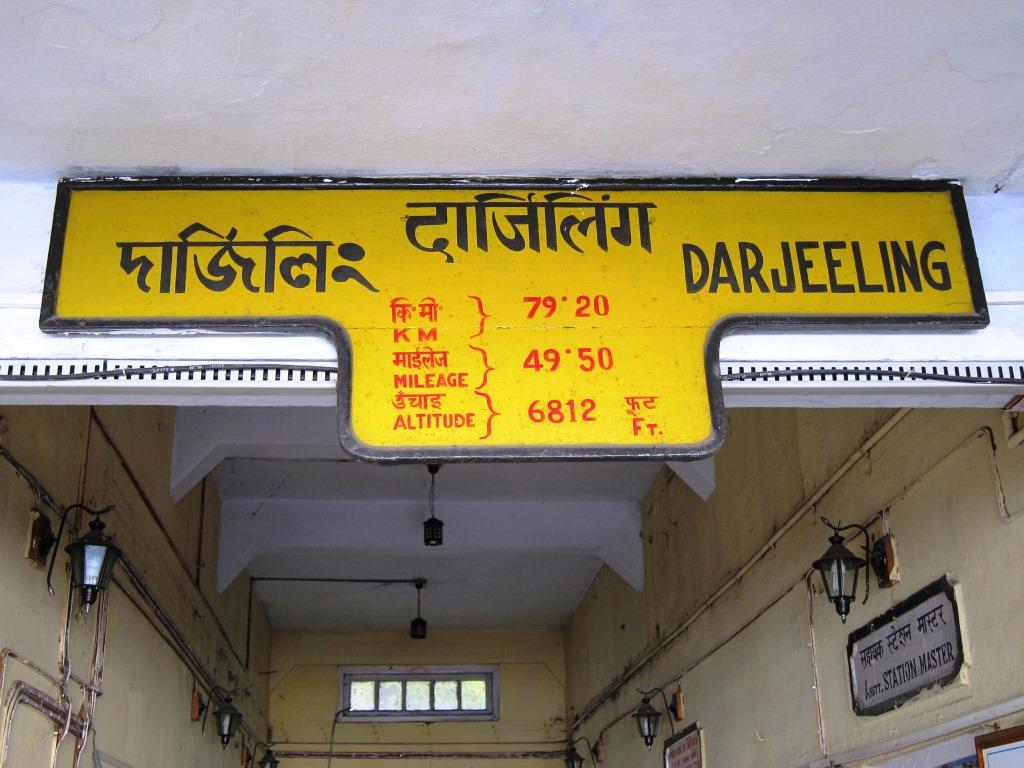 দার্জিলিং
दार्जिलिंग
DARJEELING
कि॰मी॰
KM
79·20
माईलेज
MILEAGE
49·50
उँचाइ
ALTITUDE
6812 फुट
FT.
सहायक स्टेशन मास्टर
ASSTT. STATION MASTER